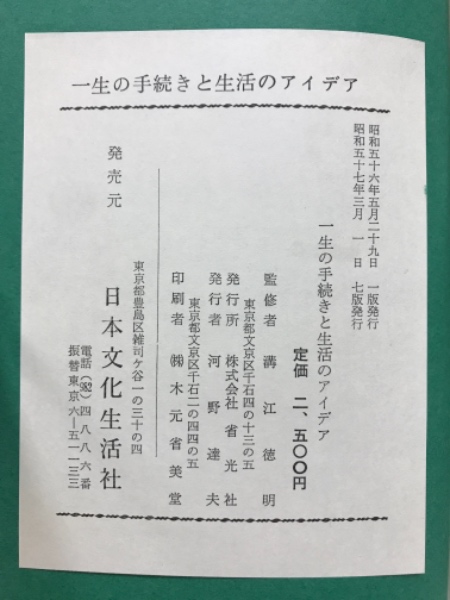 一生の手続きと生活のアイデア
昭和五十六年五月二十九日 一版発行
昭和五十七年三月 一 日 七版発行
一生の手続きと生活のアイデア
定価 二、五〇〇円
監修者 溝江徳明
東京都文京区千石四の十三の五
発行所 株式会社省光社
発行者 河野達夫
東京都文京区千石二の四四の五
印刷者 ㈱木元省美堂
発売元
東京都豊島区雑司ケ谷一の三十の四
日本文化生活社
電話(982)四八八六番
振替東京六―五一一三三